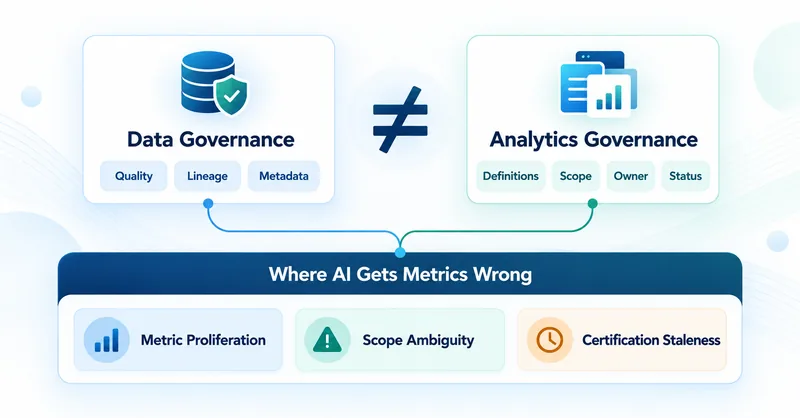 Data Governance
Quality
Lineage
Metadata
≠
Analytics Governance
Definitions
Scope
Owner
Status
Where AI Gets Metrics Wrong
Metric Proliferation
Scope Ambiguity
Certification Staleness